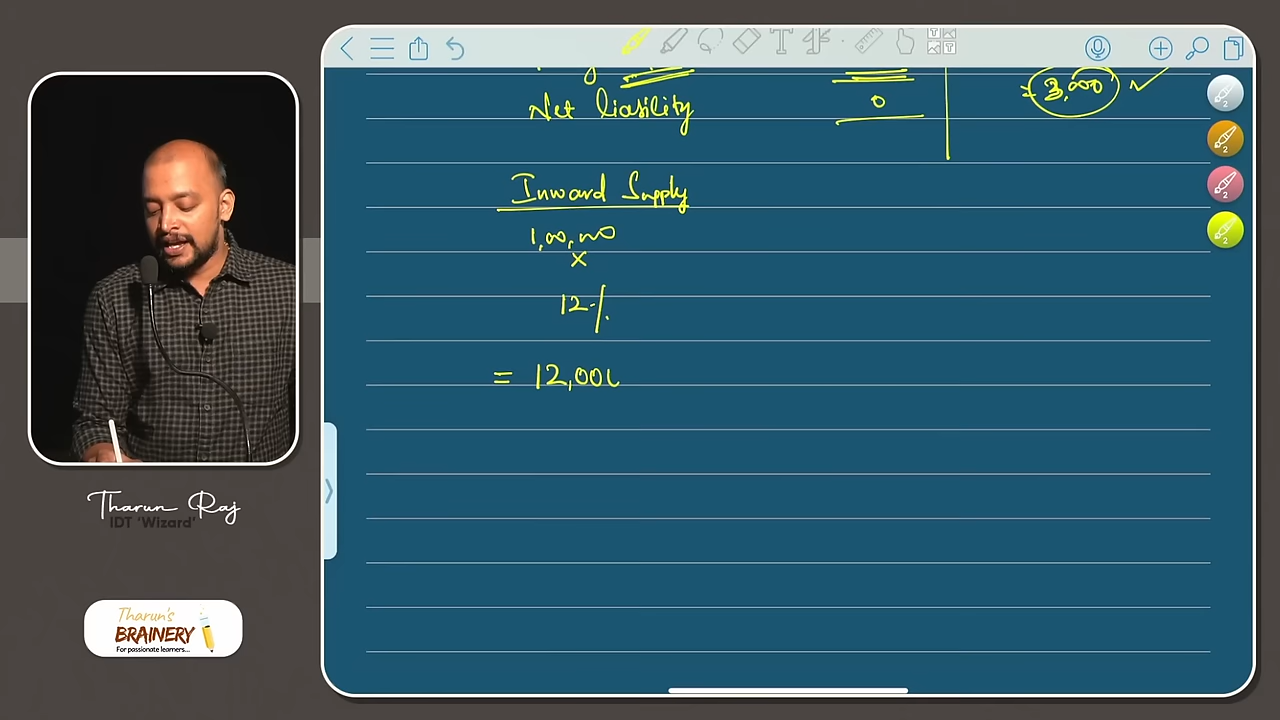 = 3,000 ✓
Net liability 0
Inward Supply
1,00,000
x
12%
= 12,000
Tharun Raj
IDT 'Wizard'
Tharun's
BRAINERY
For passionate learners...